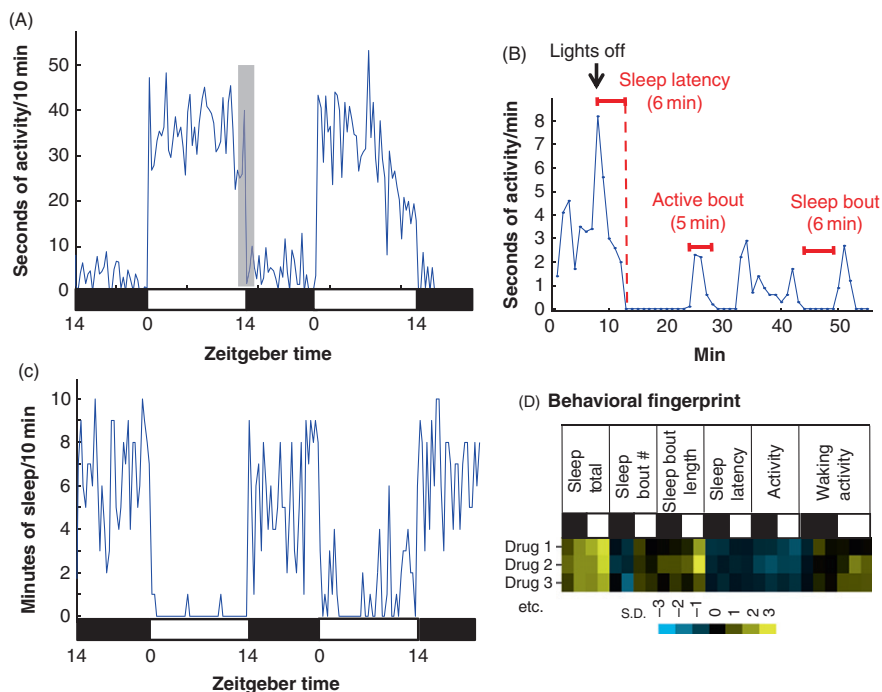 (A)
Seconds of activity/10 min
50
40
30
20
10
0
14
0
14
0
14
Zeitgeber time
(B)
Lights off
Sleep latency
(6 min)
Active bout
(5 min)
Sleep bout
(6 min)
Seconds of activity/min
8
7
6
5
4
3
2
1
0
0
10
20
30
40
50
Min
(c)
Minutes of sleep/10 min
10
8
6
4
2
0
14
0
14
0
14
Zeitgeber time
(D) Behavioral fingerprint
Sleep
total
Sleep
bout #
Sleep bout
length
Sleep
latency
Activity
Waking
activity
Drug 1
Drug 2
Drug 3
etc.
S.D.
−3
−2
−1
0
1
2
3